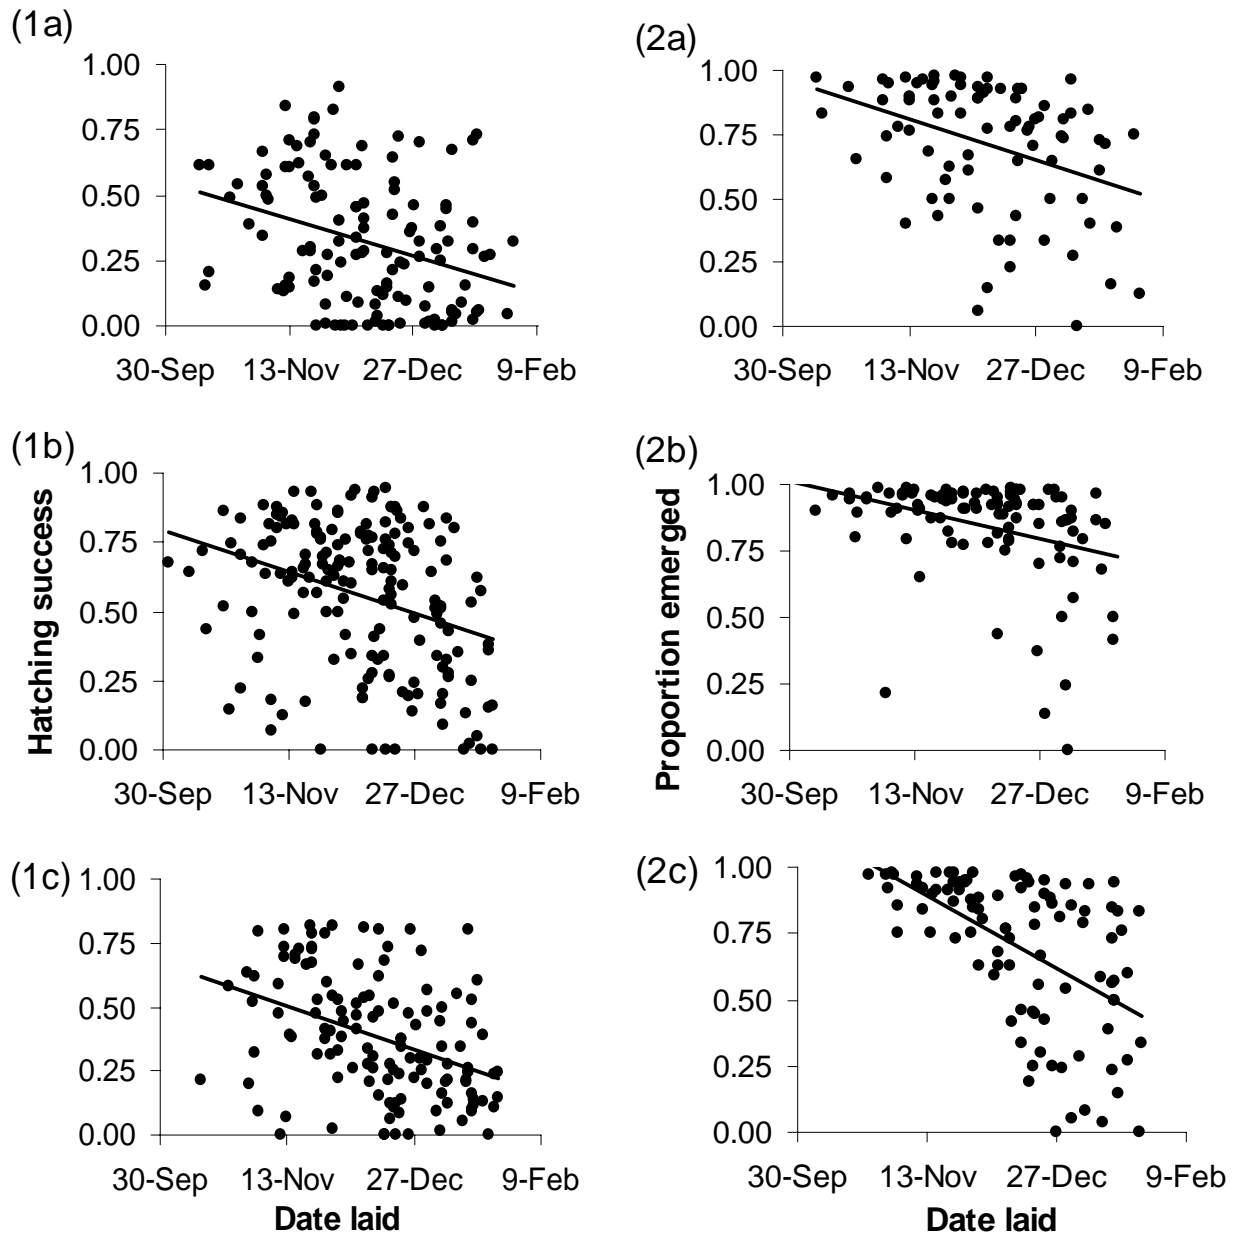 (1a)
1.00
0.75
0.50
0.25
0.00
30-Sep 13-Nov 27-Dec 9-Feb
(2a)
1.00
0.75
0.50
0.25
0.00
30-Sep 13-Nov 27-Dec 9-Feb
(1b)
Hatching success
1.00
0.75
0.50
0.25
0.00
30-Sep 13-Nov 27-Dec 9-Feb
(2b)
Proportion emerged
1.00
0.75
0.50
0.25
0.00
30-Sep 13-Nov 27-Dec 9-Feb
(1c)
1.00
0.75
0.50
0.25
0.00
30-Sep 13-Nov 27-Dec 9-Feb
Date laid
(2c)
1.00
0.75
0.50
0.25
0.00
30-Sep 13-Nov 27-Dec 9-Feb
Date laid